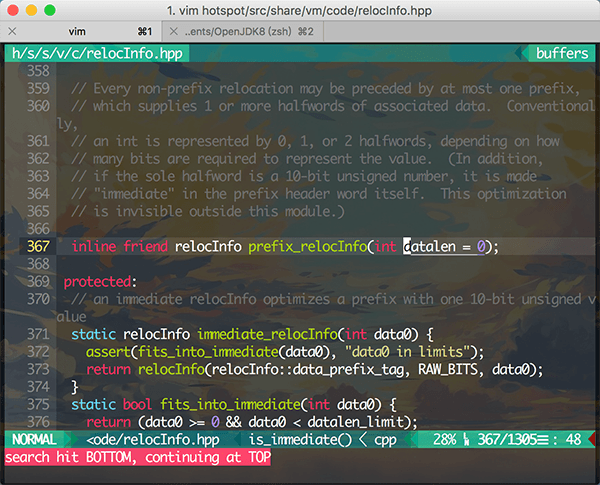 1. vim hotspot/src/share/vm/code/relocInfo.hpp
× vim ⌘1 × ..ents/OpenJDK8 (zsh) ⌘2
h/s/s/v/c/relocInfo.hpp buffers
358
359 // Every non-prefix relocation may be preceded by at most one prefix,
360 // which supplies 1 or more halfwords of associated data.  Conventional
ly,
361 // an int is represented by 0, 1, or 2 halfwords, depending on how
362 // many bits are required to represent the value.  (In addition,
363 // if the sole halfword is a 10-bit unsigned number, it is made
364 // "immediate" in the prefix header word itself.  This optimization
365 // is invisible outside this module.)
366
367 inline friend relocInfo prefix_relocInfo(int datalen = 0);
368
369 protected:
370 // an immediate relocInfo optimizes a prefix with one 10-bit unsigned v
alue
371 static relocInfo immediate_relocInfo(int data0) {
372 assert(fits_into_immediate(data0), "data0 in limits");
373 return relocInfo(relocInfo::data_prefix_tag, RAW_BITS, data0);
374 }
375 static bool fits_into_immediate(int data0) {
376 return (data0 >= 0 && data0 < datalen_limit);
NORMAL <ode/relocInfo.hpp is_immediate() < cpp 28% 367/1305☰ : 48
search hit BOTTOM, continuing at TOP